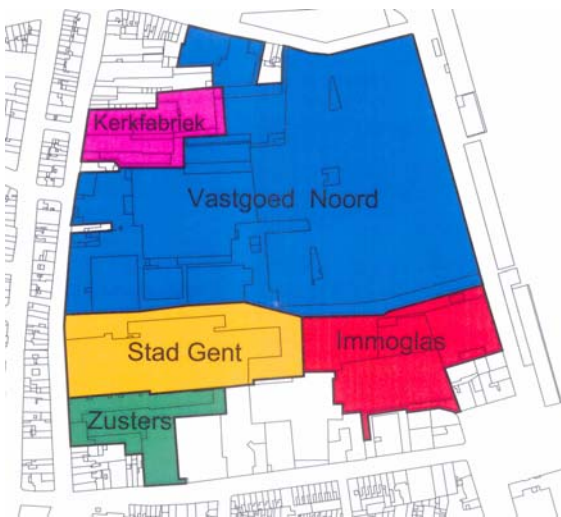 Kerkfabriek
Vastgoed Noord
Stad Gent
Immoglas
Zusters